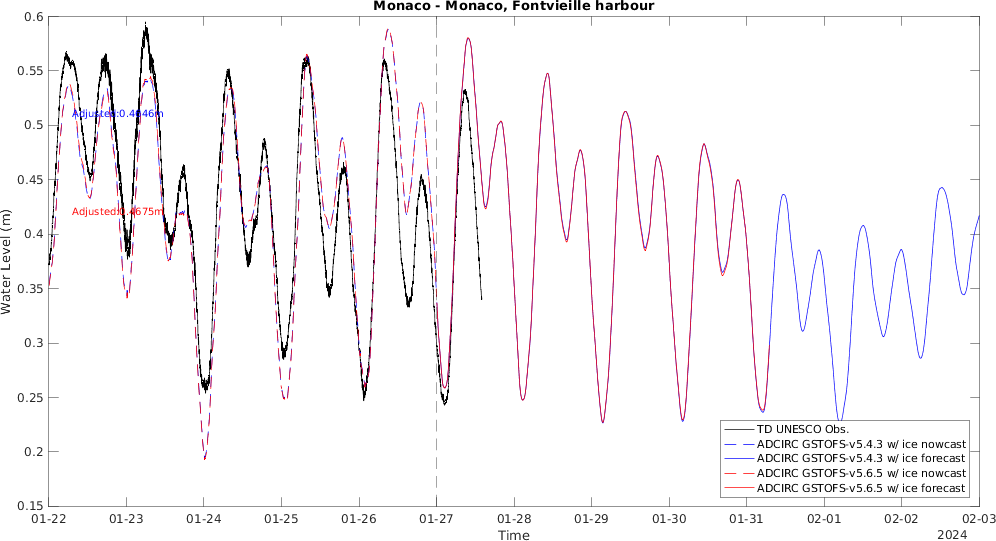 Monaco - Monaco, Fontvieille harbour
0.6
0.55
0.5
0.45
0.4
0.35
0.3
0.25
0.2
0.15
Water Level (m)
Adjusted:0.4646m
Adjusted:0.4675m
TD UNESCO Obs.
ADCIRC GSTOFS-v5.4.3 w/ ice nowcast
ADCIRC GSTOFS-v5.4.3 w/ ice forecast
ADCIRC GSTOFS-v5.6.5 w/ ice nowcast
ADCIRC GSTOFS-v5.6.5 w/ ice forecast
01-22 01-23 01-24 01-25 01-26 01-27 01-28 01-29 01-30 01-31 02-01 02-02 02-03
Time
2024